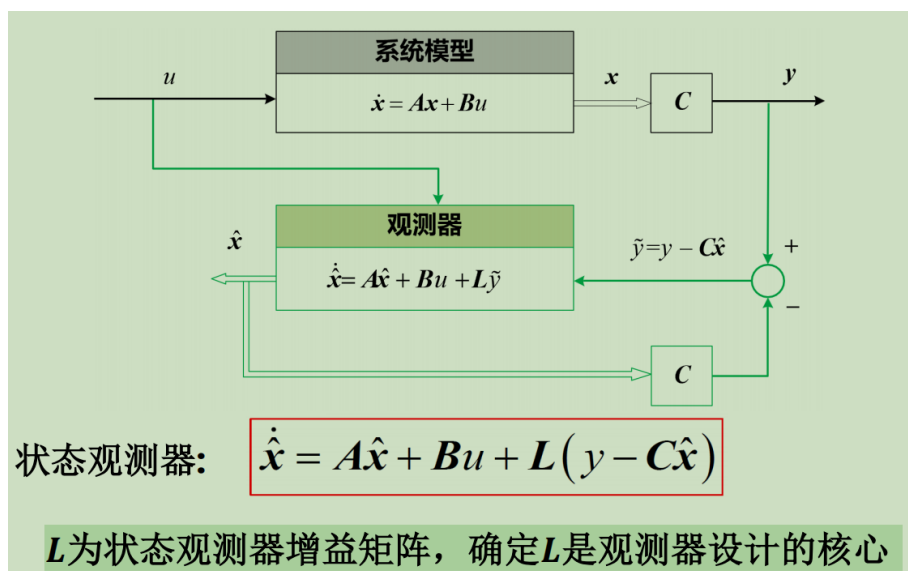 系统模型
u
ẋ = Ax + Bu
x
C
y
观测器
x̂
x̂̇ = Ax̂ + Bu + Lỹ
ỹ=y − Cx̂
+
−
C
状态观测器: x̂̇ = Ax̂ + Bu + L(y − Cx̂)
L为状态观测器增益矩阵，确定L是观测器设计的核心